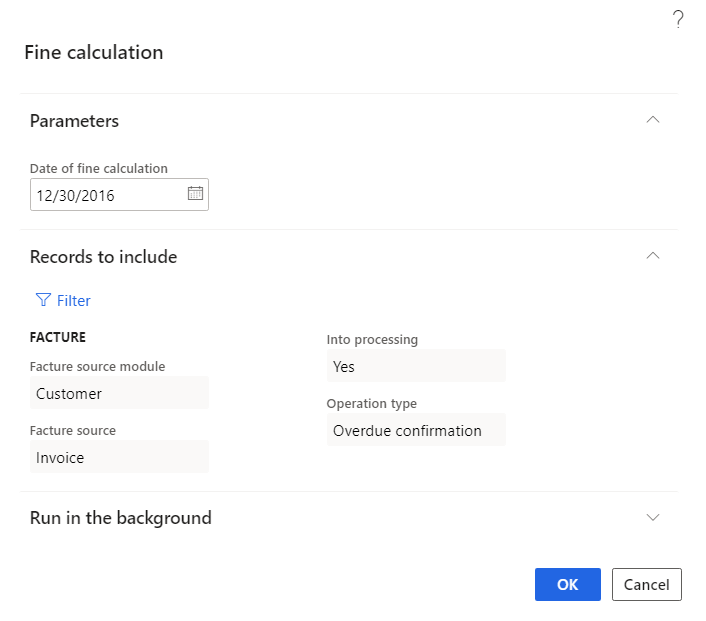 ?
Fine calculation
Parameters
Date of fine calculation
12/30/2016
Records to include
Filter
FACTURE
Facture source module
Customer
Facture source
Invoice
Into processing
Yes
Operation type
Overdue confirmation
Run in the background
OK
Cancel